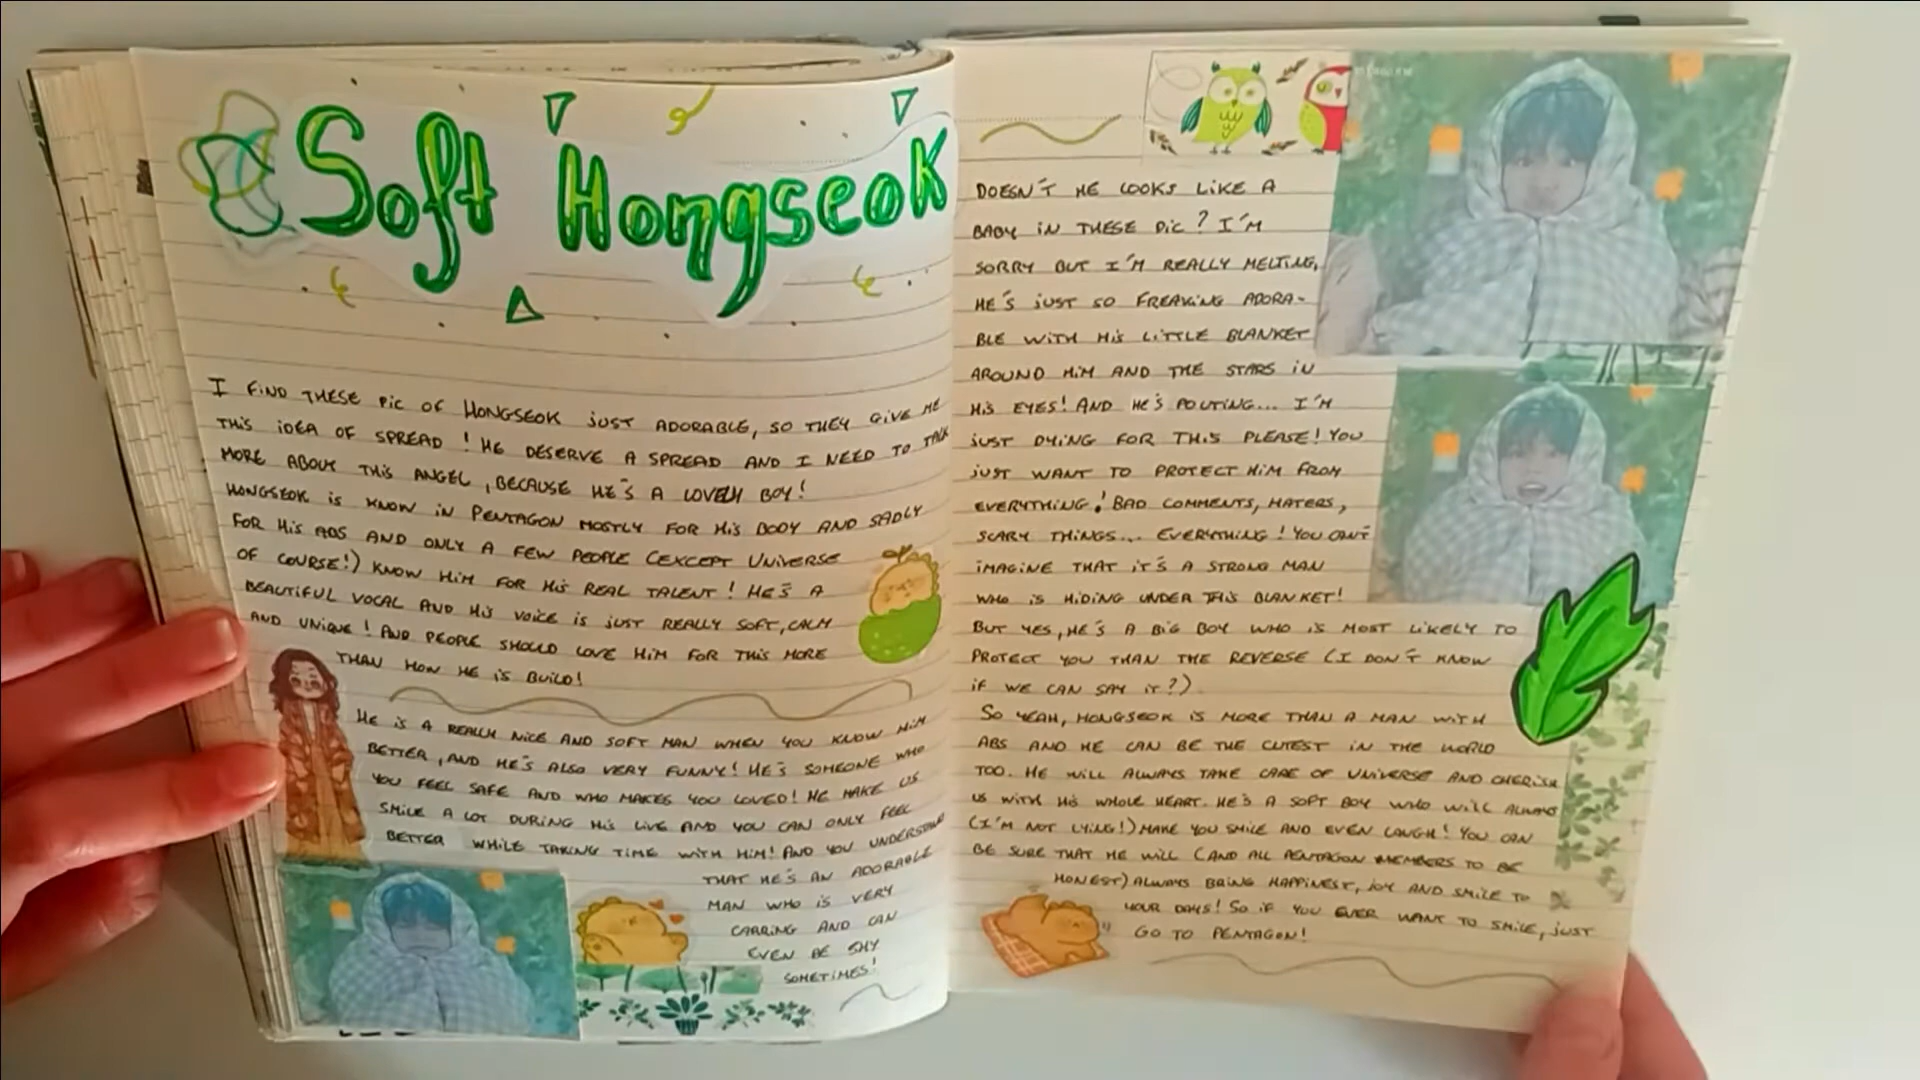 Soft Hongseok
I FIND THESE PIC OF HONGSEOK JUST ADORABLE, SO THEY GIVE ME
THIS IDEA OF SPREAD ! HE DESERVE A SPREAD AND I NEED TO TALK
MORE ABOUT THIS ANGEL, BECAUSE HE'S A LOVELY BOY!
HONGSEOK IS KNOW IN PENTAGON MOSTLY FOR HIS BODY AND SADLY
FOR HIS ABS AND ONLY A FEW PEOPLE (EXCEPT UNIVERSE
OF COURSE!) KNOW HIM FOR HIS REAL TALENT! HE'S A
BEAUTIFUL VOCAL AND HIS VOICE IS JUST REALLY SOFT, CALM
AND UNIQUE! AND PEOPLE SHOULD LOVE HIM FOR THIS MORE
THAN HOW HE IS BUILD!
HE IS A REALLY NICE AND SOFT MAN WHEN YOU KNOW HIM
BETTER, AND HE'S ALSO VERY FUNNY! HE'S SOMEONE WHO
YOU FEEL SAFE AND WHO MAKES YOU LOVED! HE MAKE US
SMILE A LOT DURING HIS LIVE AND YOU CAN ONLY FEEL
BETTER WHILE TAKING TIME WITH HIM! AND YOU UNDERSTAND
THAT HE'S AN ADORABLE
MAN WHO IS VERY
CARRING AND CAN
EVEN BE SHY
SOMETIMES!
DOESN'T HE LOOKS LIKE A
BABY IN THESE PIC? I'M
SORRY BUT I'M REALLY MELTING,
HE'S JUST SO FREAKING ADORA-
BLE WITH HIS LITTLE BLANKET
AROUND HIM AND THE STARS IN
HIS EYES! AND HE'S POUTING... I'M
JUST DYING FOR THIS PLEASE! YOU
JUST WANT TO PROTECT HIM FROM
EVERYTHING! BAD COMMENTS, HATERS,
SCARY THINGS... EVERYTHING! YOU CAN'T
IMAGINE THAT IT'S A STRONG MAN
WHO IS HIDING UNDER THIS BLANKET!
BUT YES, HE'S A BIG BOY WHO IS MOST LIKELY TO
PROTECT YOU THAN THE REVERSE (I DON'T KNOW
IF WE CAN SAY IT?)
SO YEAH, HONGSEOK IS MORE THAN A MAN WITH
ABS AND HE CAN BE THE CUTEST IN THE WORLD
TOO. HE WILL ALWAYS TAKE CARE OF UNIVERSE AND CHERISH
US WITH HIS WHOLE HEART. HE'S A SOFT BOY WHO WILL ALWAYS
(I'M NOT LYING!) MAKE YOU SMILE AND EVEN LAUGH! YOU CAN
BE SURE THAT HE WILL (AND ALL PENTAGON MEMBERS TO BE
HONEST) ALWAYS BRING HAPPINEST, JOY AND SMILE TO
YOUR DAYS! SO IF YOU EVER WANT TO SMILE, JUST
GO TO PENTAGON!